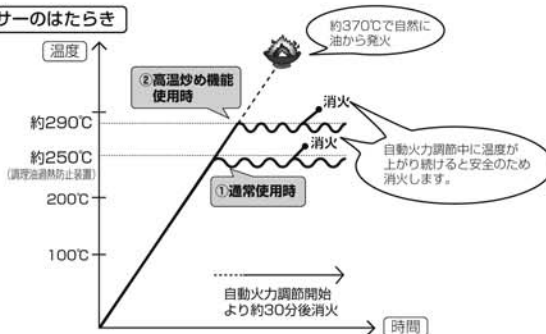 サーのはたらき
温度
約370℃で自然に
油から発火
②高温炒め機能
使用時
消火
約290℃
消火
約250℃
(調理油過熱防止装置)
自動火力調節中に温度が
上がり続けると安全のため
消火します。
①通常使用時
200℃
100℃
自動火力調節開始
より約30分後消火
時間